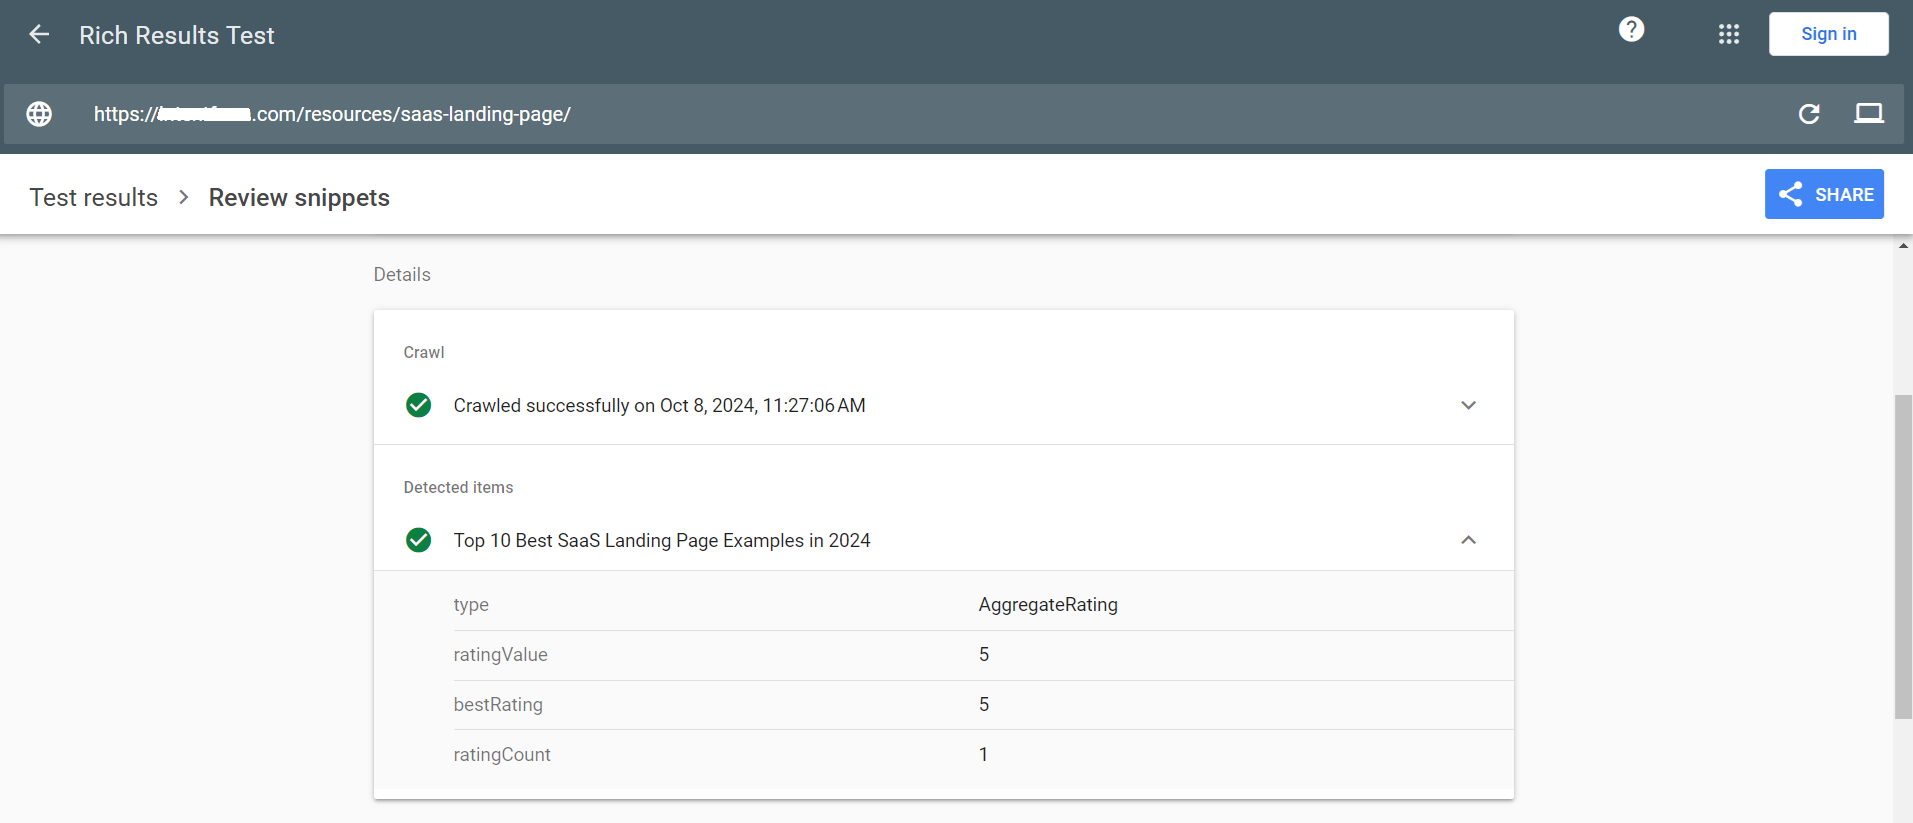 Rich Results Test
?
Sign in
https:// .com/resources/saas-landing-page/
Test results > Review snippets
SHARE
Details
Crawl
Crawled successfully on Oct 8, 2024, 11:27:06 AM
Detected items
Top 10 Best SaaS Landing Page Examples in 2024
type AggregateRating
ratingValue 5
bestRating 5
ratingCount 1